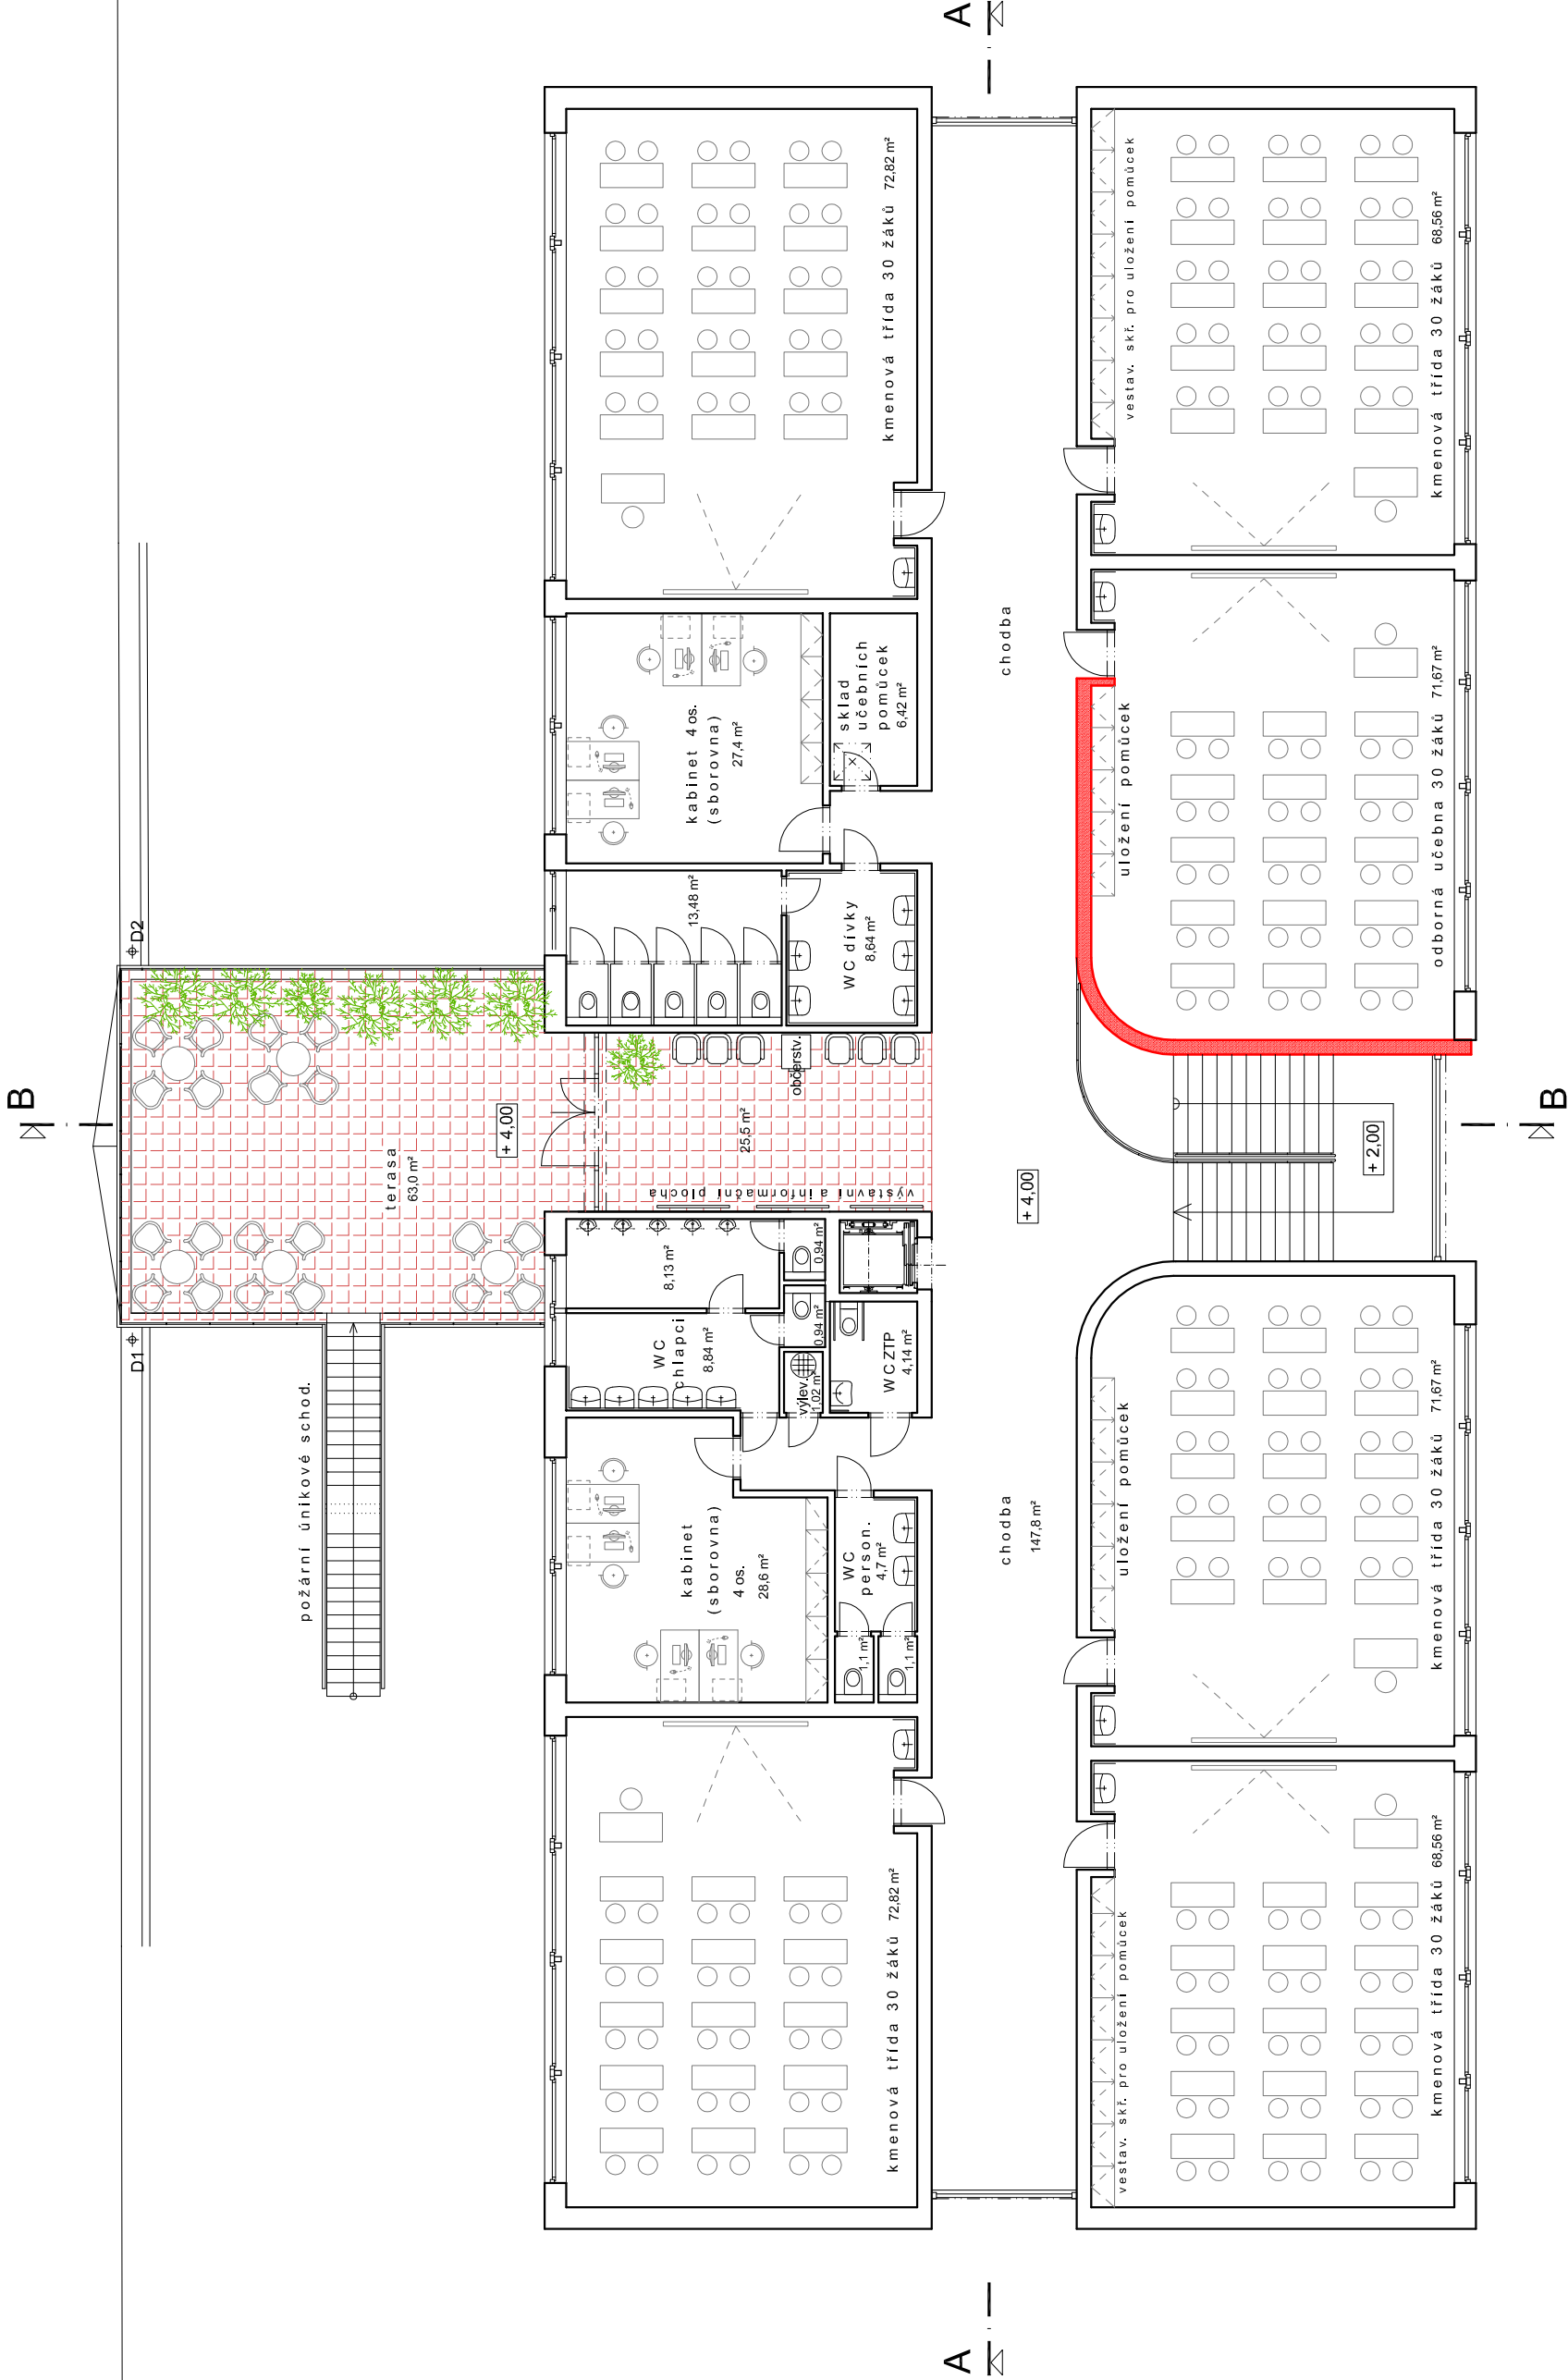 B
D2
D1
terasa
63,0 m²
+ 4,00
požární únikové schod.
kmenová třída 30 žáků 72,82 m²
kabinet 4 os.
(sborovna)
27,4 m²
sklad
učebních
pomůcek
6,42 m²
13,48 m²
WC dívky
8,64 m²
občerstv.
25,5 m²
výstavní a informační plocha
8,13 m²
0,94 m²
0,94 m²
WC
chlapci
8,84 m²
výlev.
1,02 m²
WC ZTP
4,14 m²
kabinet
(sborovna)
4 os.
28,6 m²
WC
person.
4,7 m²
1,1 m²
1,1 m²
kmenová třída 30 žáků 72,82 m²
A
chodba
+ 4,00
chodba
147,8 m²
A
vestav. skř. pro uložení pomůcek
kmenová třída 30 žáků 68,56 m²
uložení pomůcek
odborná učebna 30 žáků 71,67 m²
+ 2,00
B
uložení pomůcek
kmenová třída 30 žáků 71,67 m²
vestav. skř. pro uložení pomůcek
kmenová třída 30 žáků 68,56 m²